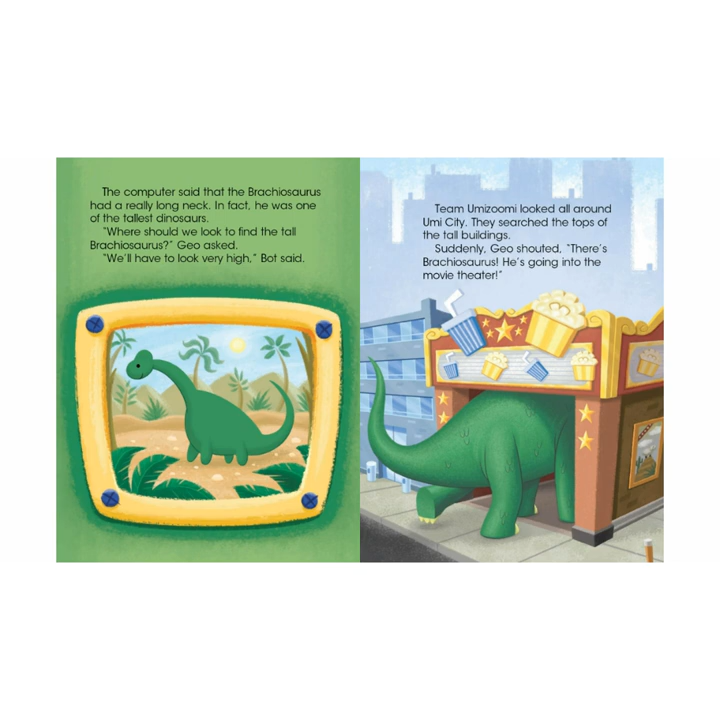 The computer said that the Brachiosaurus
had a really long neck. In fact, he was one
of the tallest dinosaurs.
"Where should we look to find the tall
Brachiosaurus?" Geo asked.
"We'll have to look very high," Bot said.
Team Umizoomi looked all around
Umi City. They searched the tops of
the tall buildings.
Suddenly, Geo shouted, "There's
Brachiosaurus! He's going into the
movie theater!"